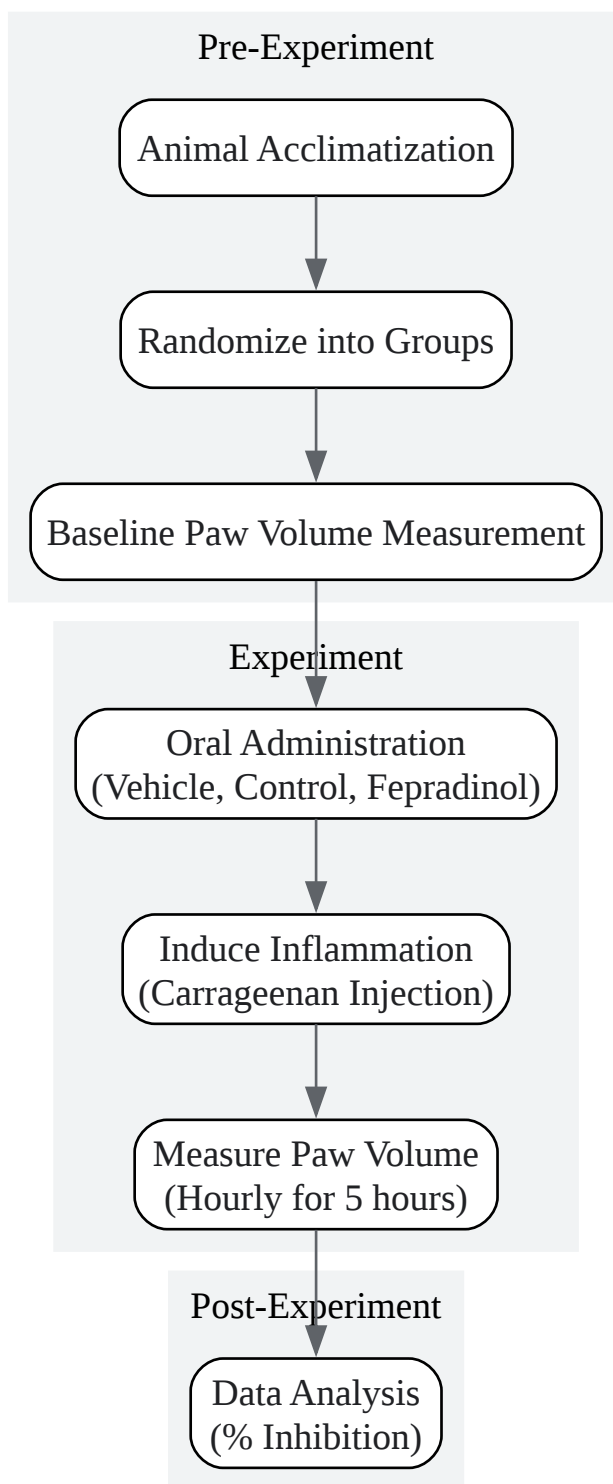 Pre-Experiment
Animal Acclimatization
Randomize into Groups
Baseline Paw Volume Measurement
Experiment
Oral Administration
(Vehicle, Control, Fepradinol)
Induce Inflammation
(Carrageenan Injection)
Measure Paw Volume
(Hourly for 5 hours)
Post-Experiment
Data Analysis
(% Inhibition)